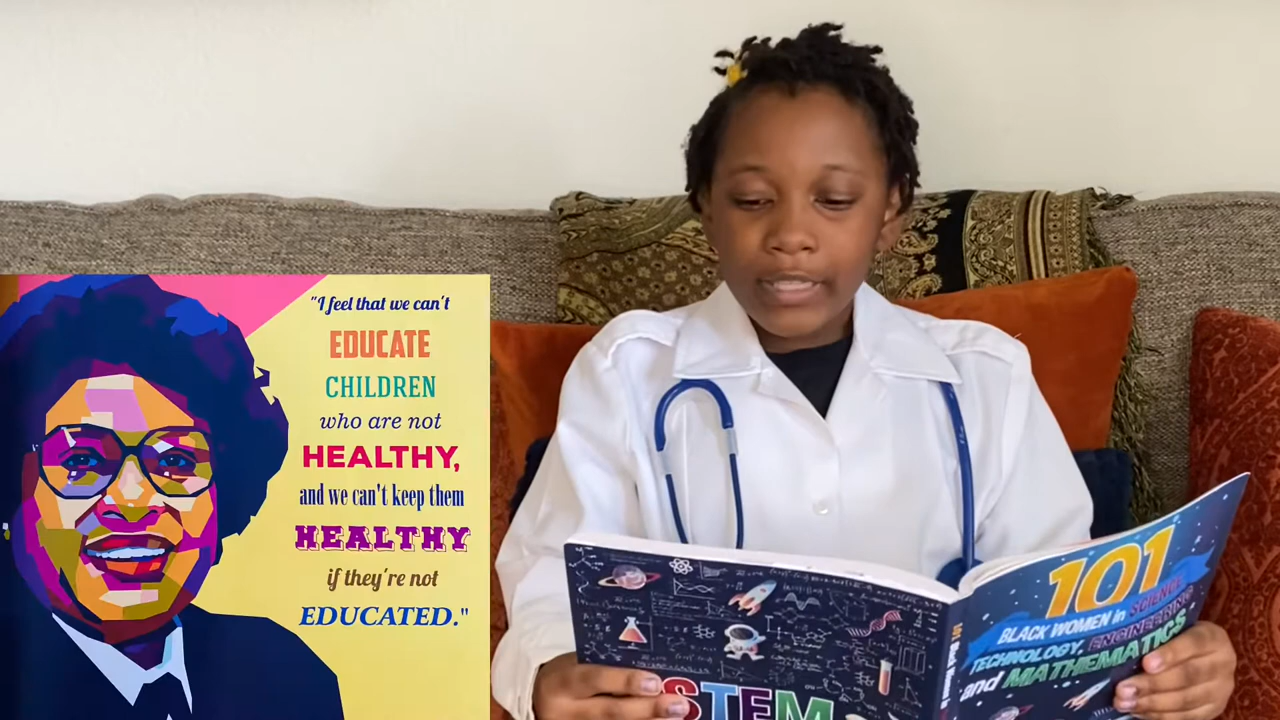 "I feel that we can't
EDUCATE
CHILDREN
who are not
HEALTHY,
and we can't keep them
HEALTHY
if they're not
EDUCATED."
STEM
101
BLACK WOMEN in SCIENCE
TECHNOLOGY, ENGINEERING
and MATHEMATICS